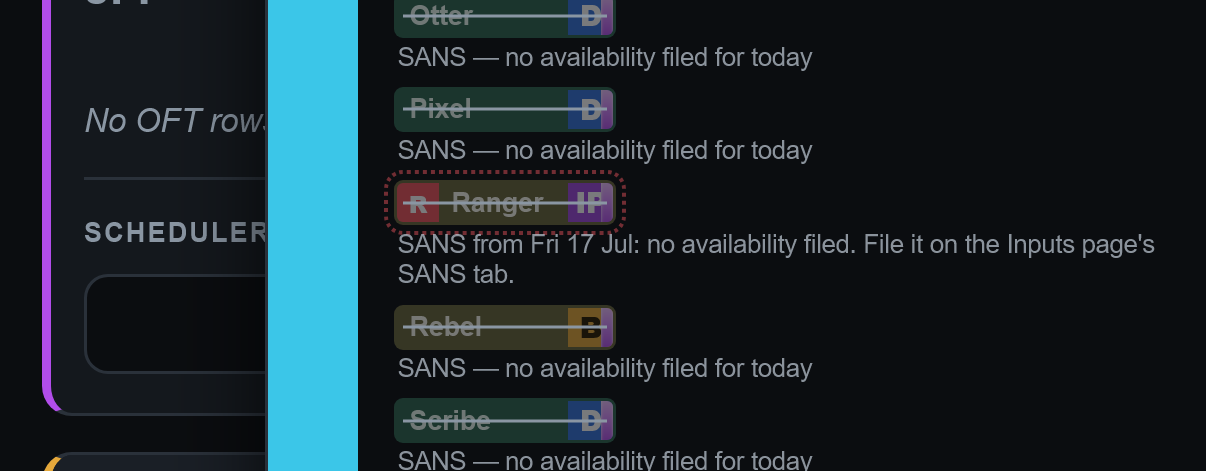 No OFT rows
SCHEDULER
Otter D
SANS — no availability filed for today
Pixel D
SANS — no availability filed for today
R Ranger IP
SANS from Fri 17 Jul: no availability filed. File it on the Inputs page's
SANS tab.
Rebel B
SANS — no availability filed for today
Scribe D
SANS — no availability filed for today